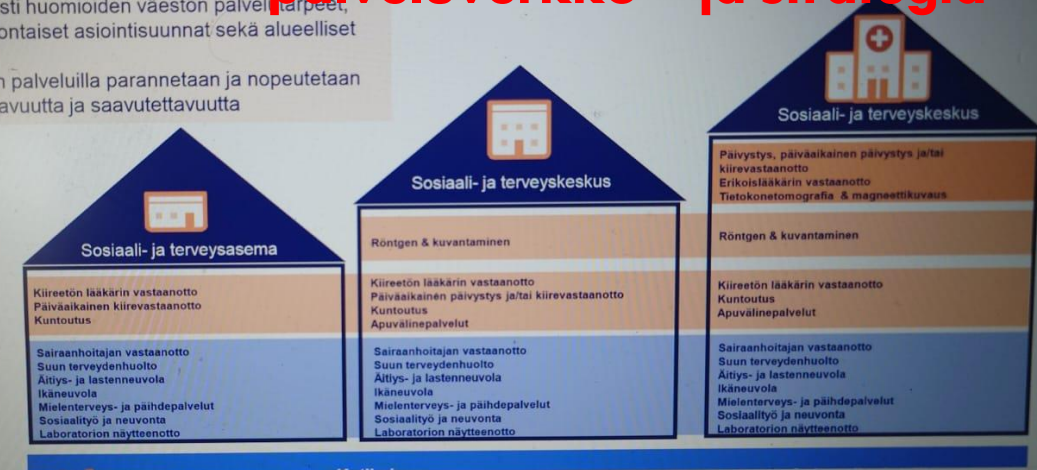 huomioiden väestön palvelutarpeet,
asiointisuunnat sekä alueelliset
palveluilla parannetaan ja nopeutetaan
ja saavutettavuutta
Sosiaali- ja terveysasema
Kiireetön lääkärin vastaanotto
Päiväaikainen kiirevastaanotto
Kuntoutus
Sairaanhoitajan vastaanotto
Suun terveydenhuolto
Äitiys- ja lastenneuvola
Ikäneuvola
Mielenterveys- ja päihdepalvelut
Sosiaalityö ja neuvonta
Laboratorion näytteenotto
Sosiaali- ja terveyskeskus
Röntgen & kuvantaminen
Kiireetön lääkärin vastaanotto
Päiväaikainen päivystys ja/tai kiirevastaanotto
Kuntoutus
Apuvälinepalvelut
Sairaanhoitajan vastaanotto
Suun terveydenhuolto
Äitiys- ja lastenneuvola
Ikäneuvola
Mielenterveys- ja päihdepalvelut
Sosiaalityö ja neuvonta
Laboratorion näytteenotto
Sosiaali- ja terveyskeskus
Päivystys, päiväaikainen päivystys ja/tai
kiirevastaanotto
Erikoislääkärin vastaanotto
Tietokonetomografia & magneettikuvaus
Röntgen & kuvantaminen
Kiireetön lääkärin vastaanotto
Kuntoutus
Apuvälinepalvelut
Sairaanhoitajan vastaanotto
Suun terveydenhuolto
Äitiys- ja lastenneuvola
Ikäneuvola
Mielenterveys- ja päihdepalvelut
Sosiaalityö ja neuvonta
Laboratorion näytteenotto